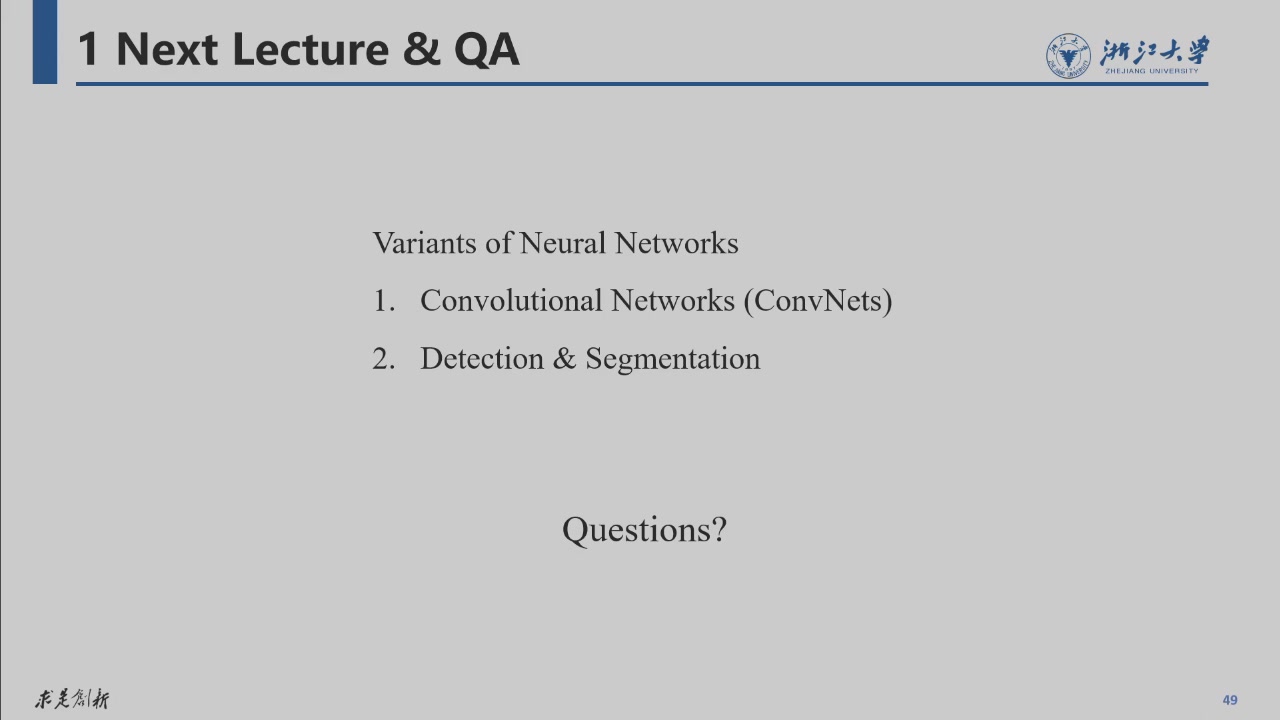 1 Next Lecture & QA
浙江大学
ZHEJIANG UNIVERSITY
Variants of Neural Networks
1. Convolutional Networks (ConvNets)
2. Detection & Segmentation
Questions?
求是創新
49